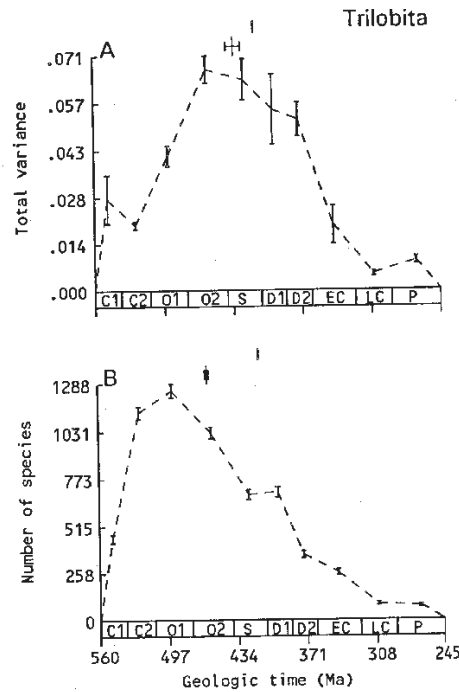 Trilobita
A
Total variance
.071
.057
.043
.028
.014
.000
C1 C2 O1 O2 S D1 D2 EC LC P
B
Number of species
1288
1031
773
515
258
0
C1 C2 O1 O2 S D1 D2 EC LC P
560 497 434 371 308 245
Geologic time (Ma)